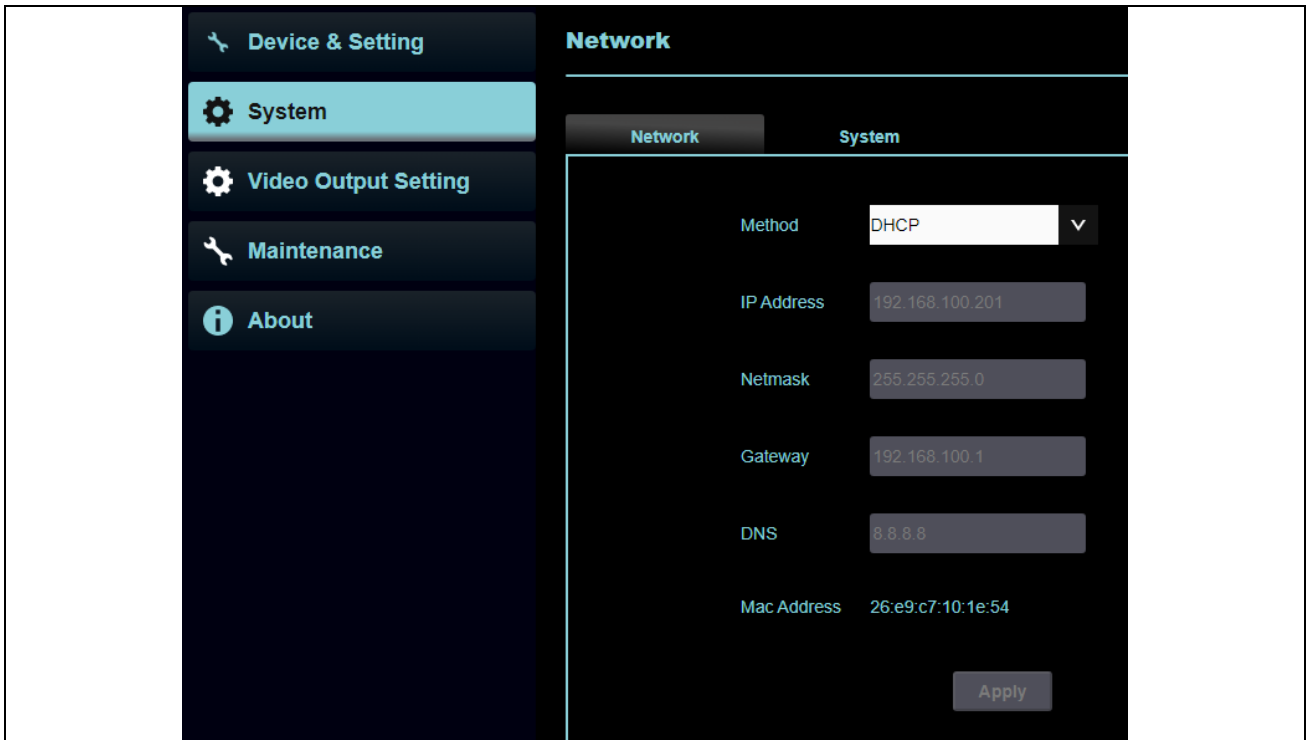 Device & Setting
System
Video Output Setting
Maintenance
About
Network
Network System
Method DHCP
IP Address 192.168.100.201
Netmask 255.255.255.0
Gateway 192.168.100.1
DNS 8.8.8.8
Mac Address 26:e9:c7:10:1e:54
Apply